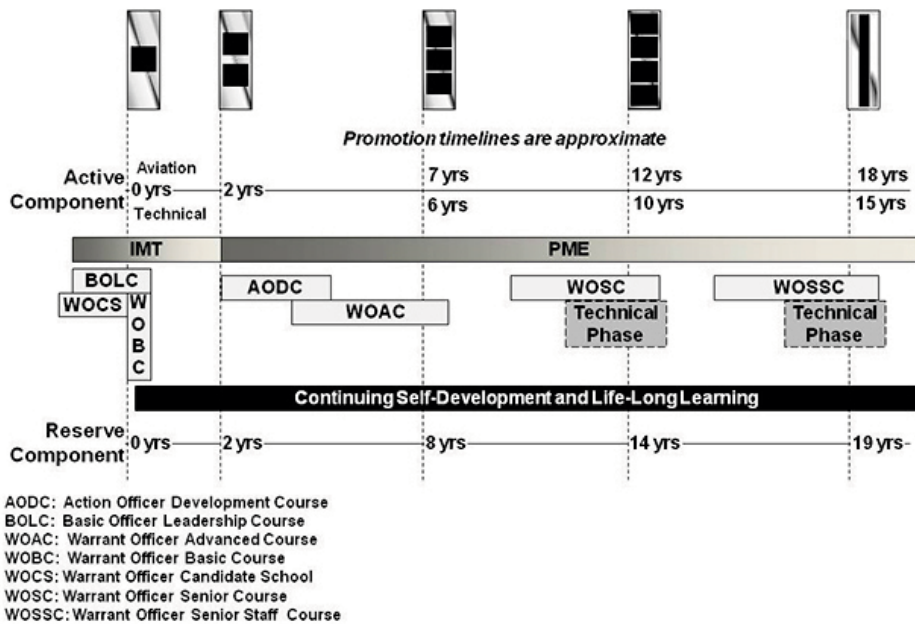 Promotion timelines are approximate
Active
Component
Aviation
0 yrs
Technical
2 yrs
7 yrs
6 yrs
12 yrs
10 yrs
18 yrs
15 yrs
IMT
PME
BOLC
WOCS
W
O
B
C
AODC
WOAC
WOSC
Technical
Phase
WOSSC
Technical
Phase
Continuing Self-Development and Life-Long Learning
Reserve
Component
0 yrs
2 yrs
8 yrs
14 yrs
19 yrs
AODC: Action Officer Development Course
BOLC: Basic Officer Leadership Course
WOAC: Warrant Officer Advanced Course
WOBC: Warrant Officer Basic Course
WOCS: Warrant Officer Candidate School
WOSC: Warrant Officer Senior Course
WOSSC: Warrant Officer Senior Staff Course